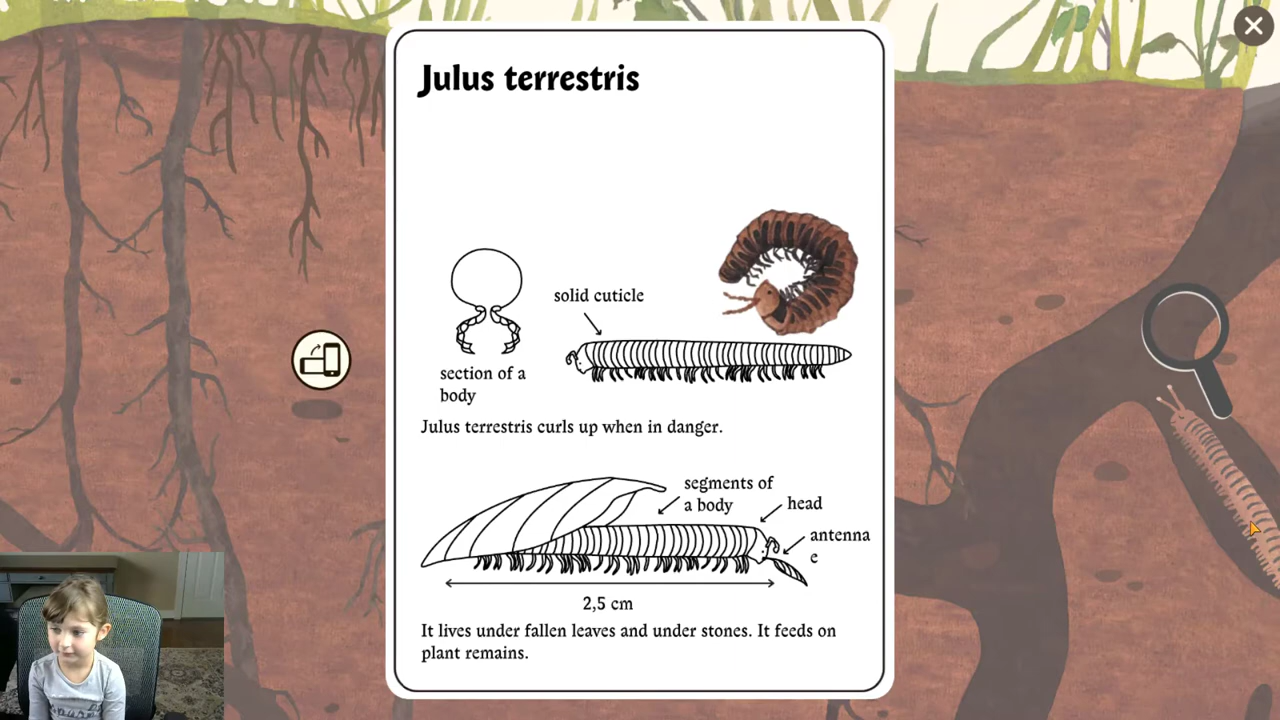 Julus terrestris
solid cuticle
section of a
body
Julus terrestris curls up when in danger.
segments of
a body
head
antenna
e
2,5 cm
It lives under fallen leaves and under stones. It feeds on
plant remains.